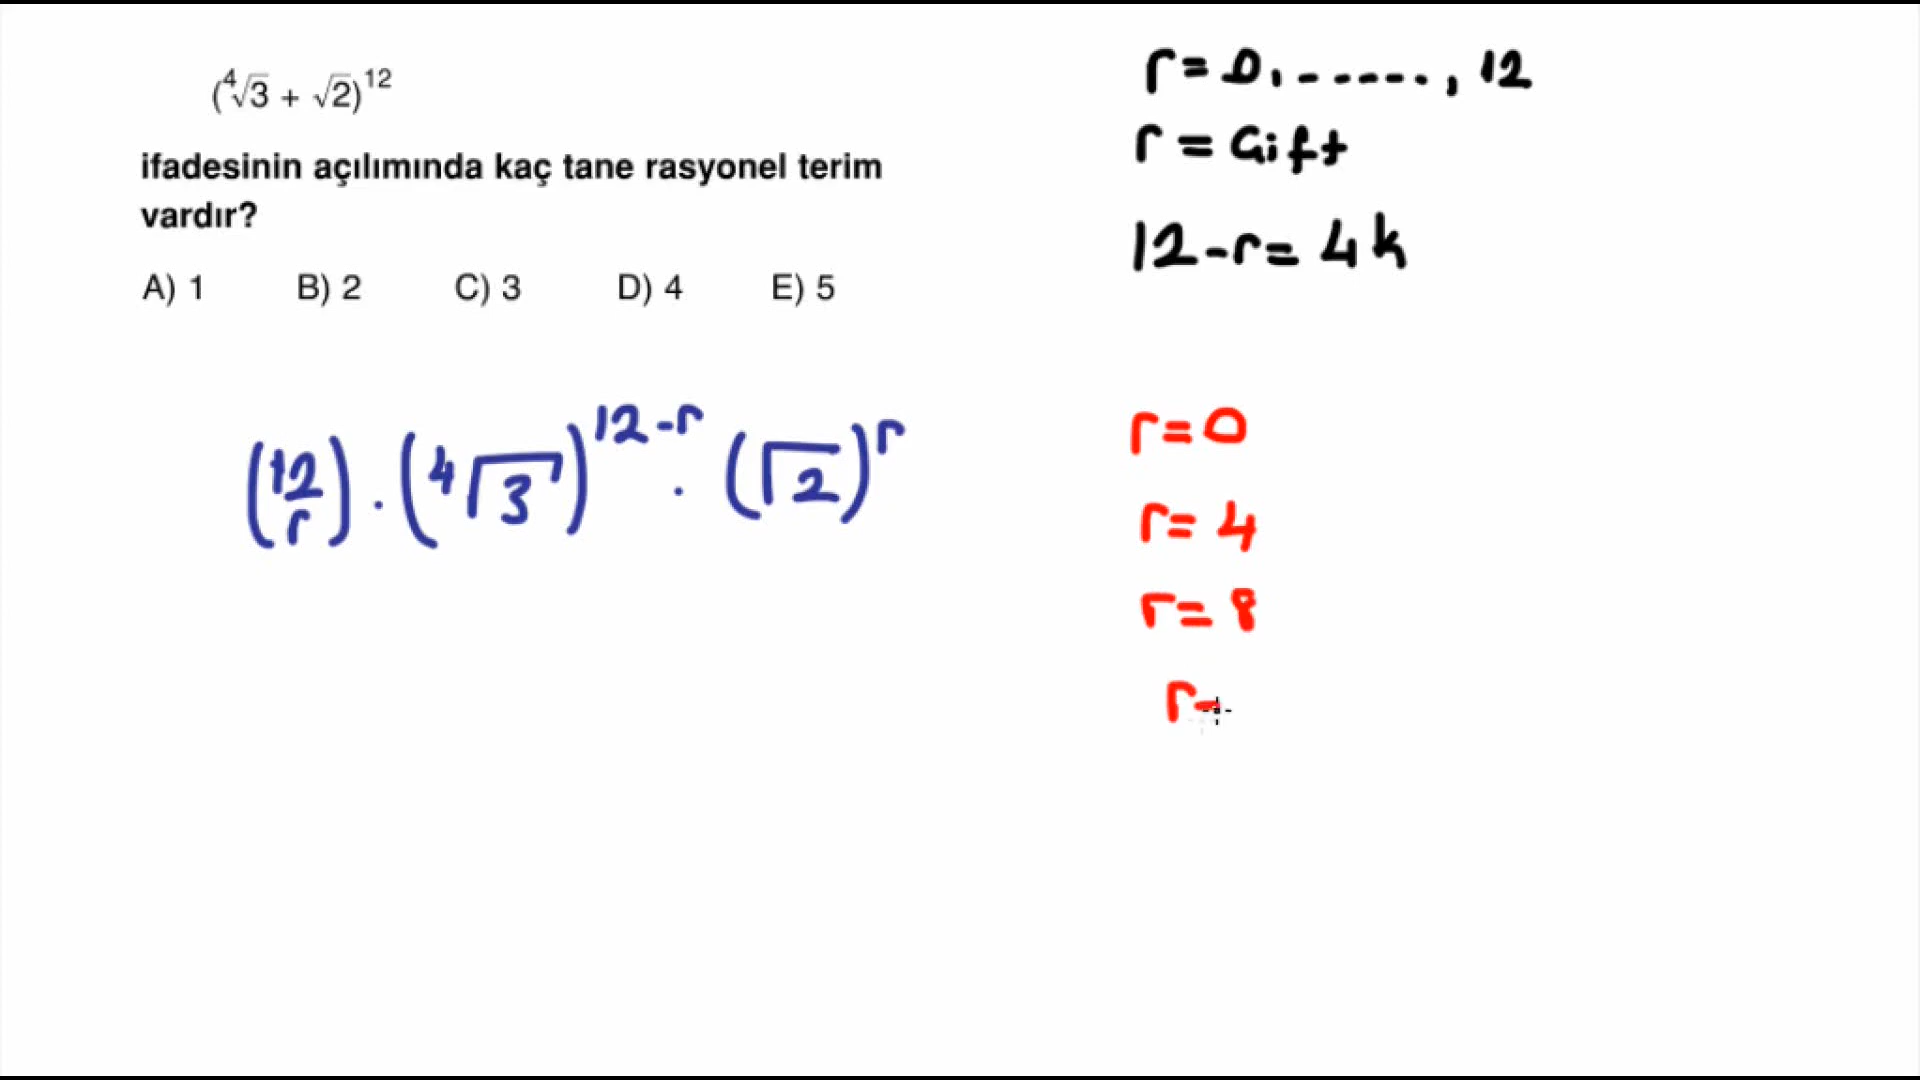 (⁴√3 + √2)¹²
ifadesinin açılımında kaç tane rasyonel terim
vardır?
A) 1 B) 2 C) 3 D) 4 E) 5
(12 r) . (⁴√3)^(12-r) . (√2)^r
r = 0, ------, 12
r = Çift
12 - r = 4k
r = 0
r = 4
r = 8
r -